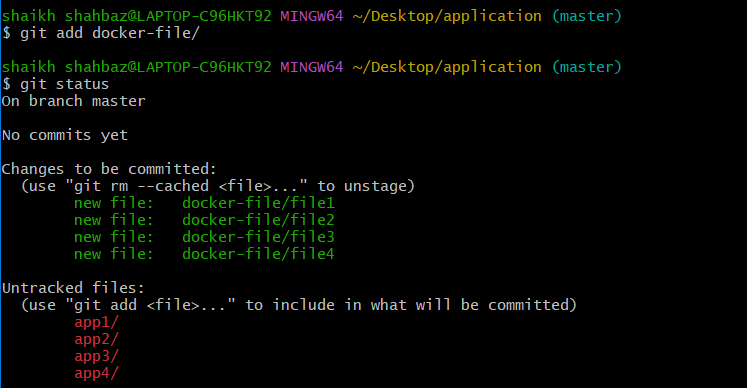 shaikh shahbaz@LAPTOP-C96HKT92 MINGW64 ~/Desktop/application (master)
$ git add docker-file/
shaikh shahbaz@LAPTOP-C96HKT92 MINGW64 ~/Desktop/application (master)
$ git status
On branch master
No commits yet
Changes to be committed:
(use "git rm --cached <file>..." to unstage)
new file: docker-file/file1
new file: docker-file/file2
new file: docker-file/file3
new file: docker-file/file4
Untracked files:
(use "git add <file>..." to include in what will be committed)
app1/
app2/
app3/
app4/